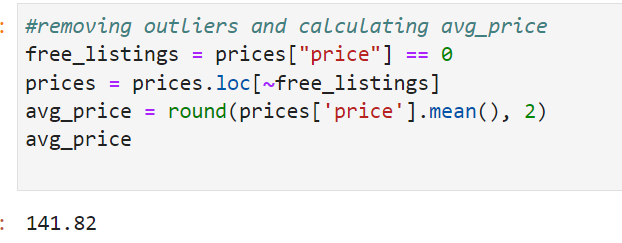 #removing outliers and calculating avg_price
free_listings = prices["price"] == 0
prices = prices.loc[~free_listings]
avg_price = round(prices['price'].mean(), 2)
avg_price
: 141.82